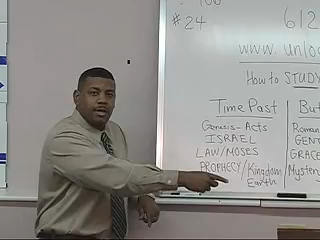 # 24
612
www.unlo
How to STUDY
Time Past
Bu
Genesis-Acts
Roman
ISRAEL
GENT
LAW/MOSES
GRACE
PROPHECY/Kingdom
Earth
Myster